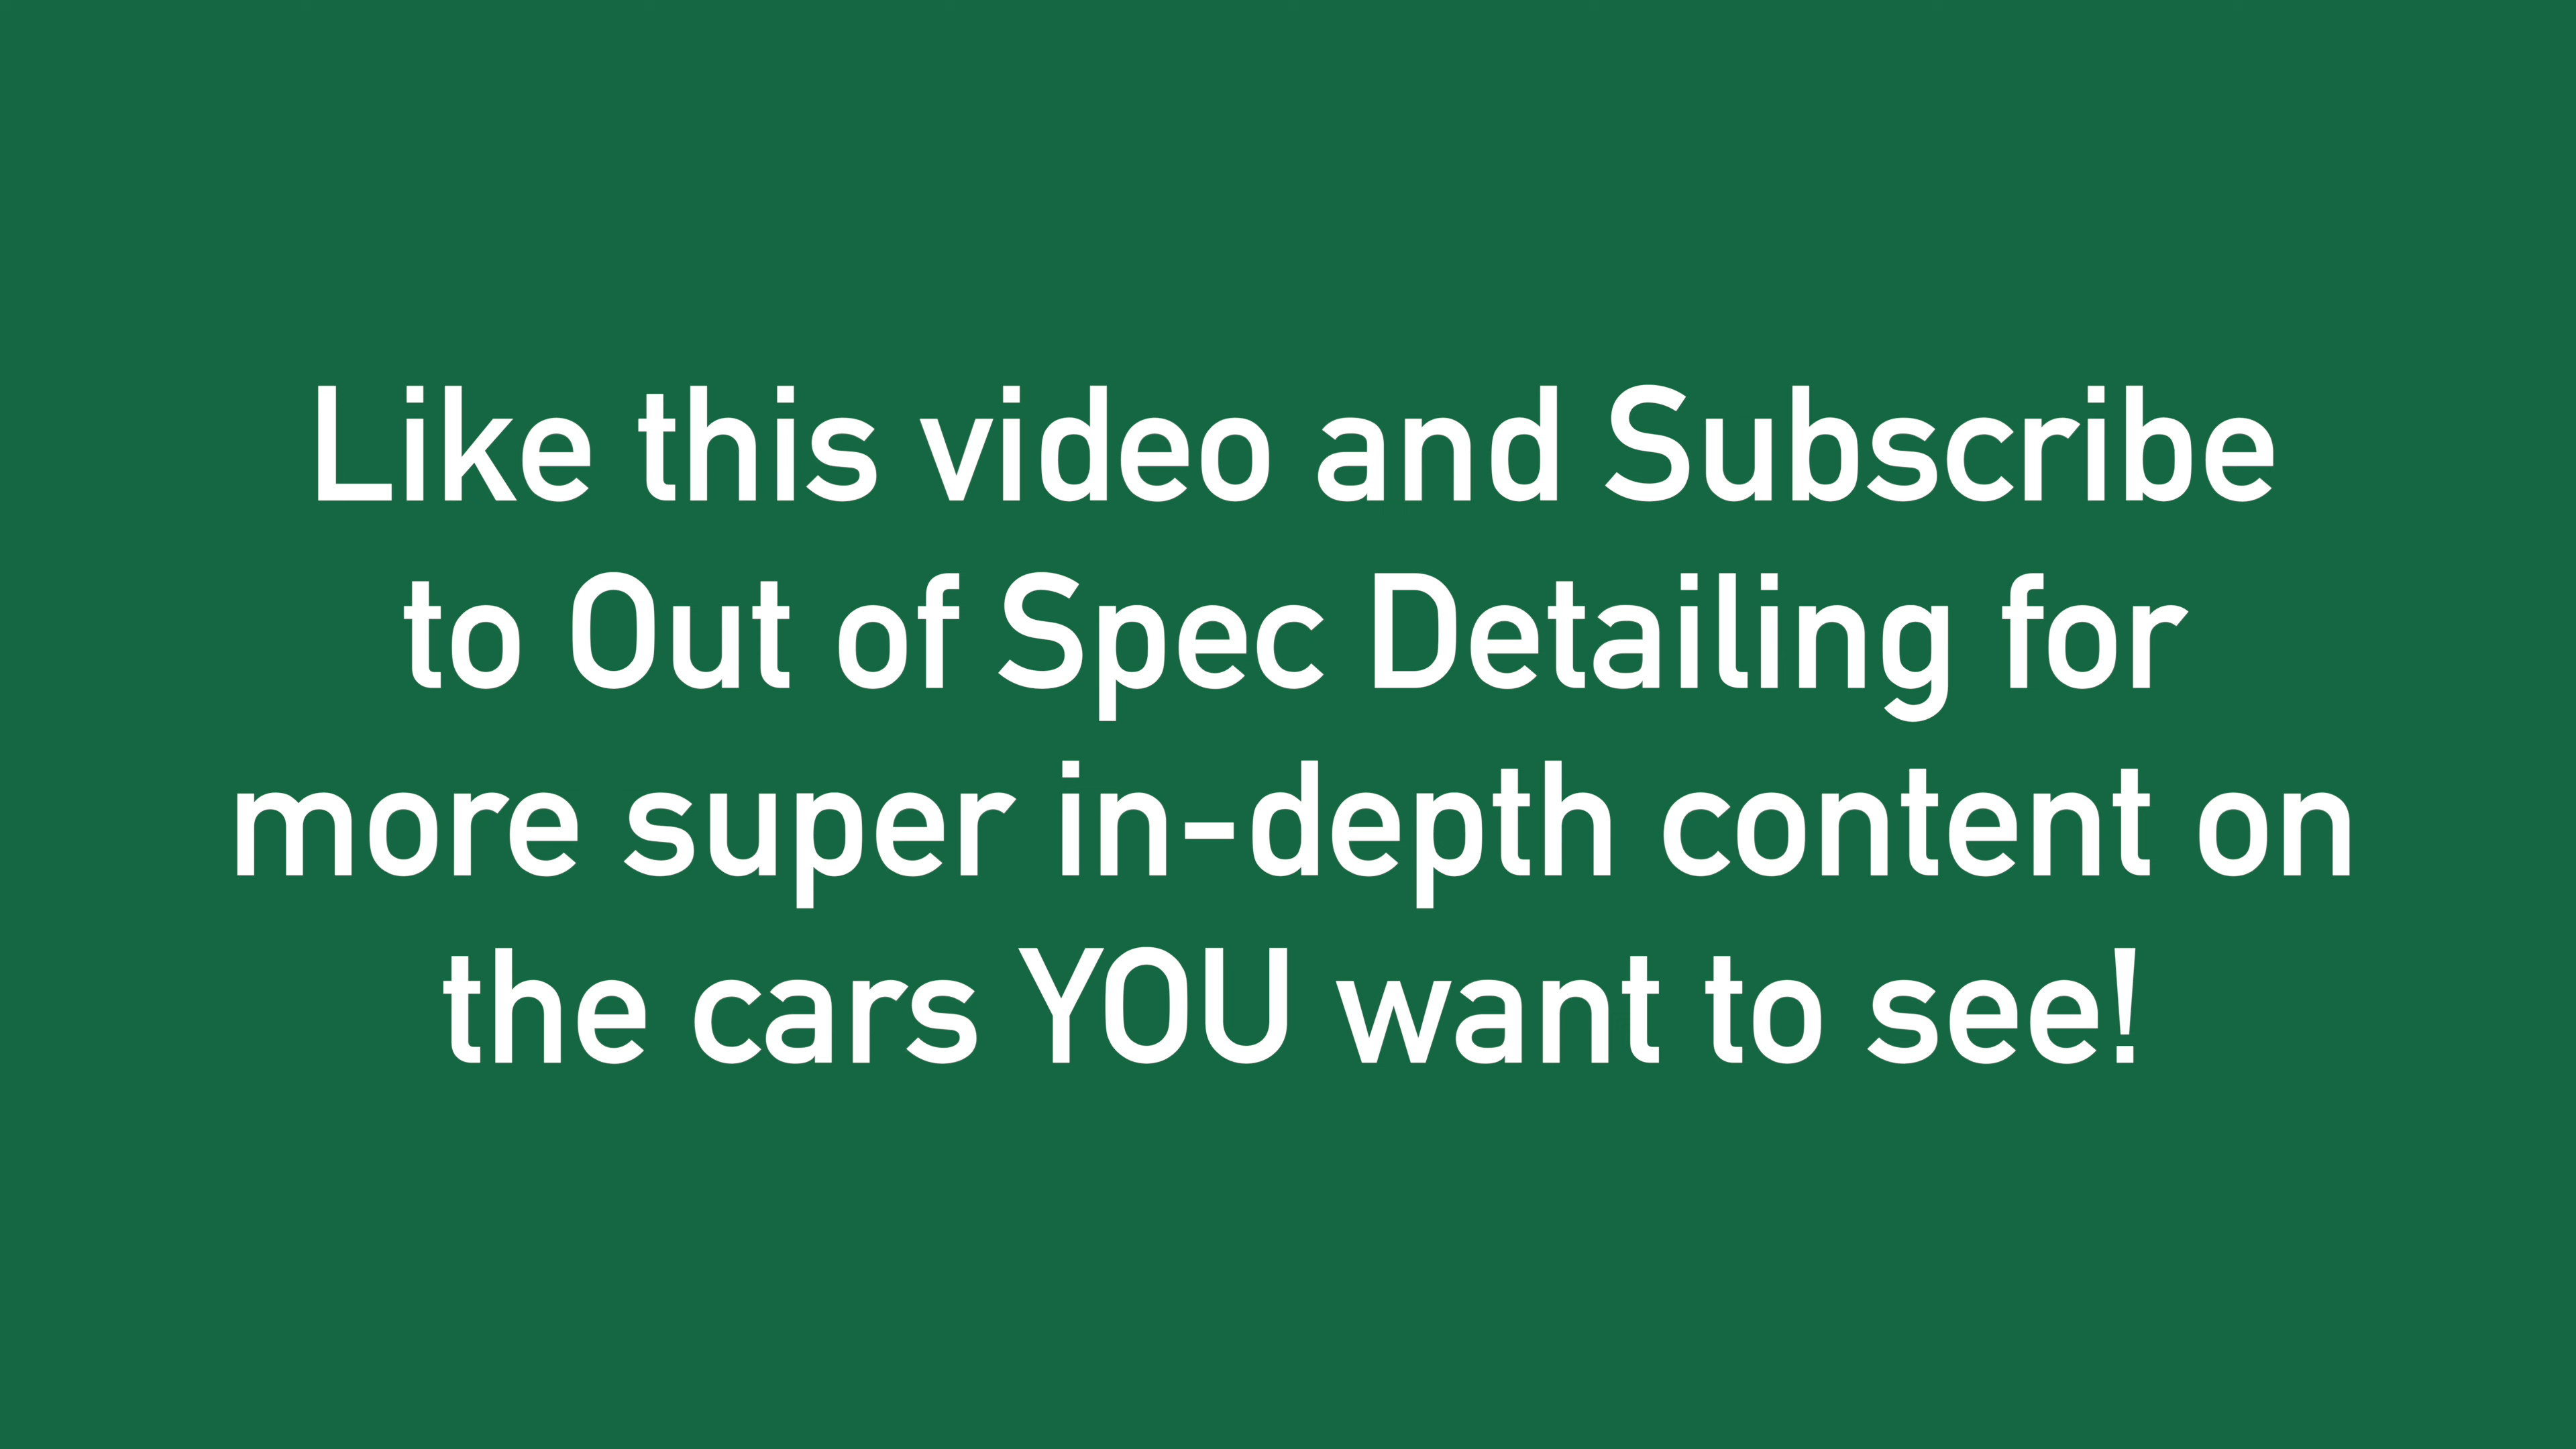 Like this video and Subscribe
to Out of Spec Detailing for
more super in-depth content on
the cars YOU want to see!